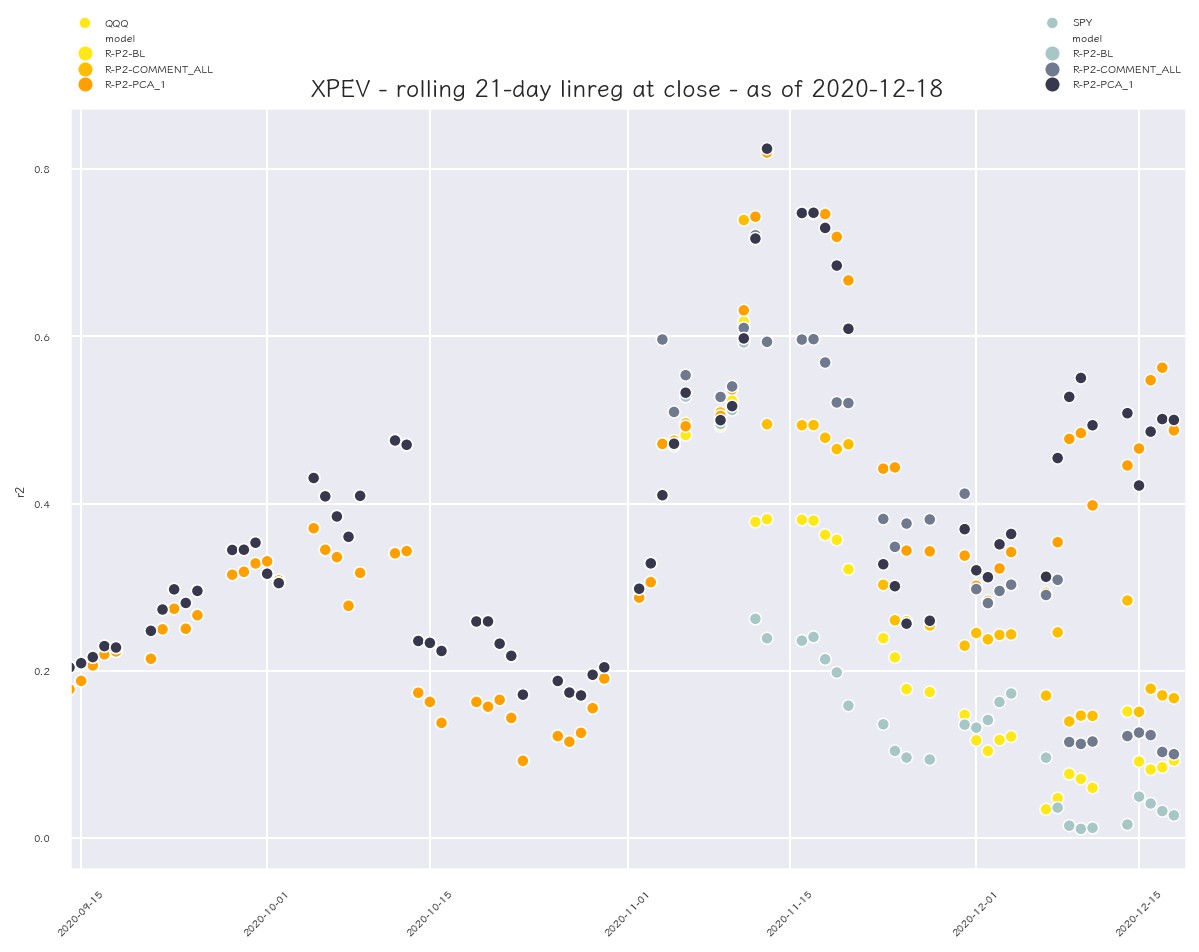 QQQ
model
R-P2-BL
R-P2-COMMENT_ALL
R-P2-PCA_1
SPY
model
R-P2-BL
R-P2-COMMENT_ALL
R-P2-PCA_1
XPEV - rolling 21-day linreg at close - as of 2020-12-18
r2
0.8
0.6
0.4
0.2
0.0
2020-09-15
2020-10-01
2020-10-15
2020-11-01
2020-11-15
2020-12-01
2020-12-15